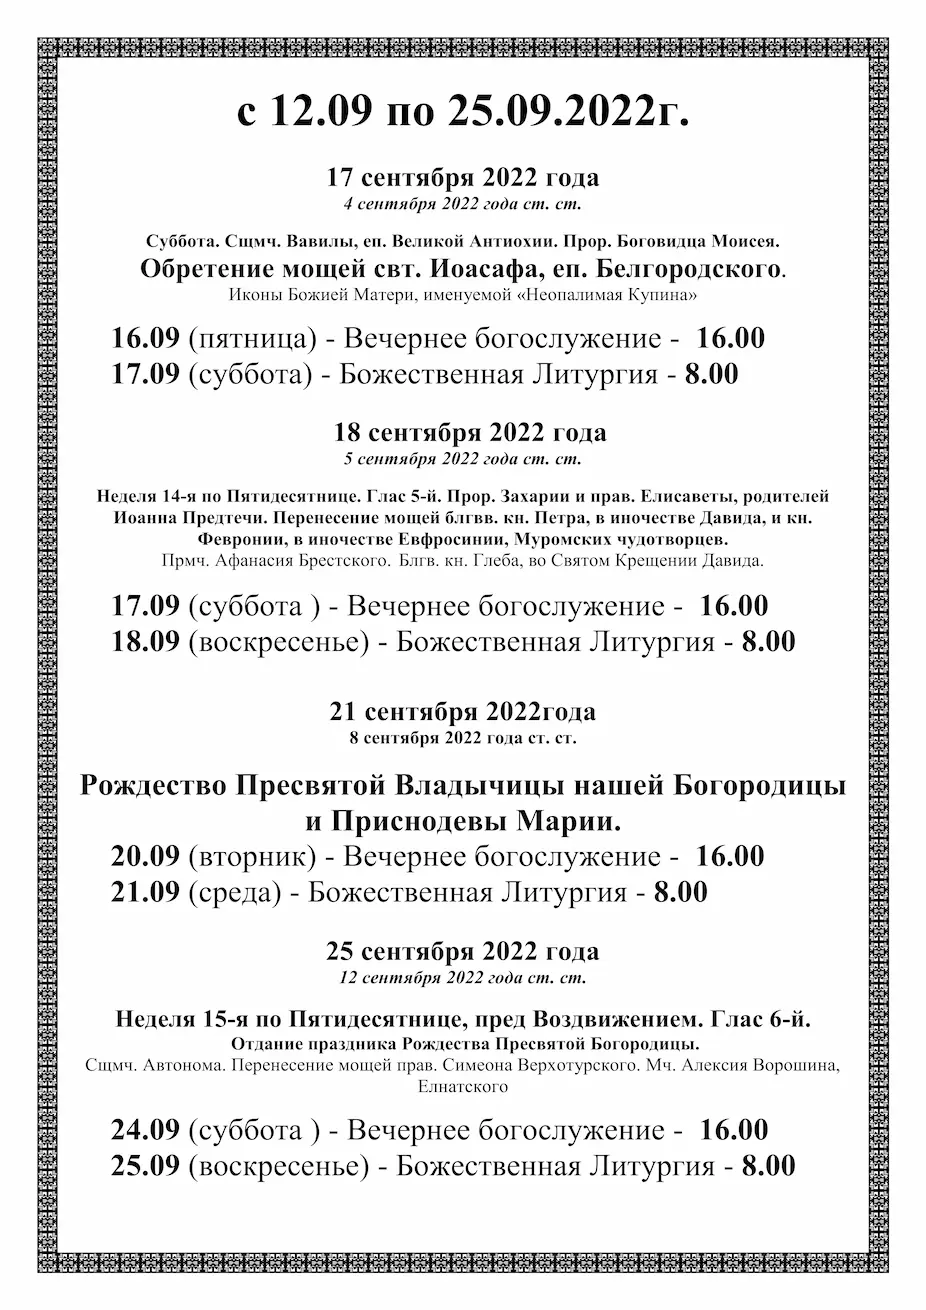 с 12.09 по 25.09.2022г.
17 сентября 2022 года
4 сентября 2022 года ст. ст.
Суббота. Сщмч. Вавилы, еп. Великой Антиохии. Прор. Боговидца Моисея.
Обретение мощей свт. Иоасафа, еп. Белгородского.
Иконы Божией Матери, именуемой «Неопалимая Купина»
16.09 (пятница) - Вечернее богослужение - 16.00
17.09 (суббота) - Божественная Литургия - 8.00
18 сентября 2022 года
5 сентября 2022 года ст. ст.
Неделя 14-я по Пятидесятнице. Глас 5-й. Прор. Захарии и прав. Елисаветы, родителей
Иоанна Предтечи. Перенесение мощей блгвв. кн. Петра, в иночестве Давида, и кн.
Февронии, в иночестве Евфросинии, Муромских чудотворцев.
Прмч. Афанасия Брестского. Блгв. кн. Глеба, во Святом Крещении Давида.
17.09 (суббота ) - Вечернее богослужение - 16.00
18.09 (воскресенье) - Божественная Литургия - 8.00
21 сентября 2022года
8 сентября 2022 года ст. ст.
Рождество Пресвятой Владычицы нашей Богородицы
и Приснодевы Марии.
20.09 (вторник) - Вечернее богослужение - 16.00
21.09 (среда) - Божественная Литургия - 8.00
25 сентября 2022 года
12 сентября 2022 года ст. ст.
Неделя 15-я по Пятидесятнице, пред Воздвижением. Глас 6-й.
Отдание праздника Рождества Пресвятой Богородицы.
Сщмч. Автонома. Перенесение мощей прав. Симеона Верхотурского. Мч. Алексия Ворошина,
Елнатского
24.09 (суббота ) - Вечернее богослужение - 16.00
25.09 (воскресенье) - Божественная Литургия - 8.00